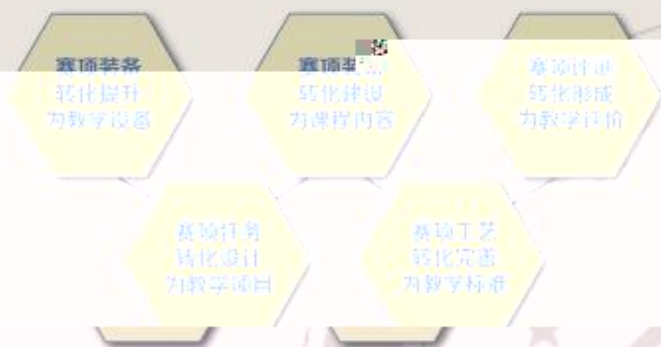 赛项装备
转化提升
为教学设备
赛项
转化建设
为课程内容
赛项评测
转化形成
为教学评价
赛项任务
转化设计
为教学项目
赛项工艺
转化完善
为教学标准